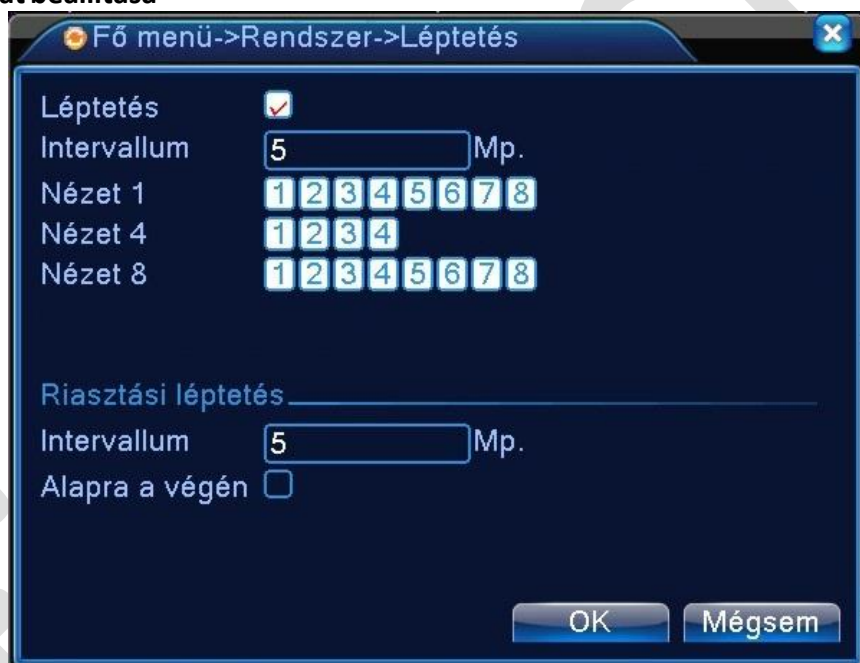 beállítása
Fő menü->Rendszer->Léptetés
Léptetés
Intervallum 5 Mp.
Nézet 1 1 2 3 4 5 6 7 8
Nézet 4 1 2 3 4
Nézet 8 1 2 3 4 5 6 7 8
Riasztási léptetés
Intervallum 5 Mp.
Alapra a végén
OK Mégsem